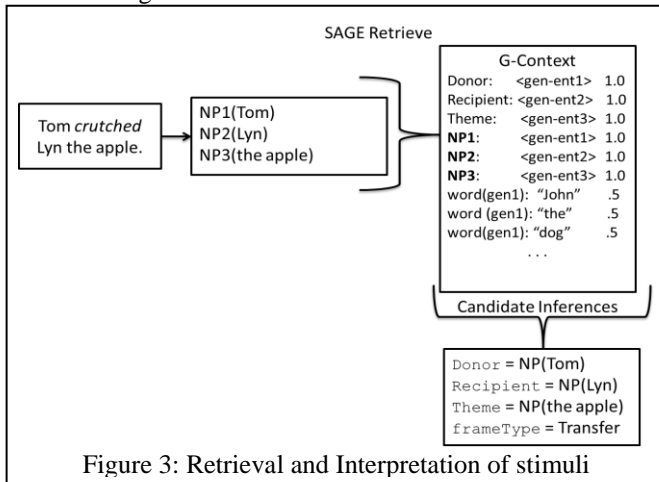 SAGE Retrieve
G-Context
Donor: <gen-ent1> 1.0
Recipient: <gen-ent2> 1.0
Theme: <gen-ent3> 1.0
NP1: <gen-ent1> 1.0
NP2: <gen-ent2> 1.0
NP3: <gen-ent3> 1.0
word(gen1): "John" .5
word (gen1): "the" .5
word(gen1): "dog" .5
. . .
Tom crutched
Lyn the apple.
NP1(Tom)
NP2(Lyn)
NP3(the apple)
Candidate Inferences
Donor = NP(Tom)
Recipient = NP(Lyn)
Theme = NP(the apple)
frameType = Transfer
Figure 3: Retrieval and Interpretation of stimuli